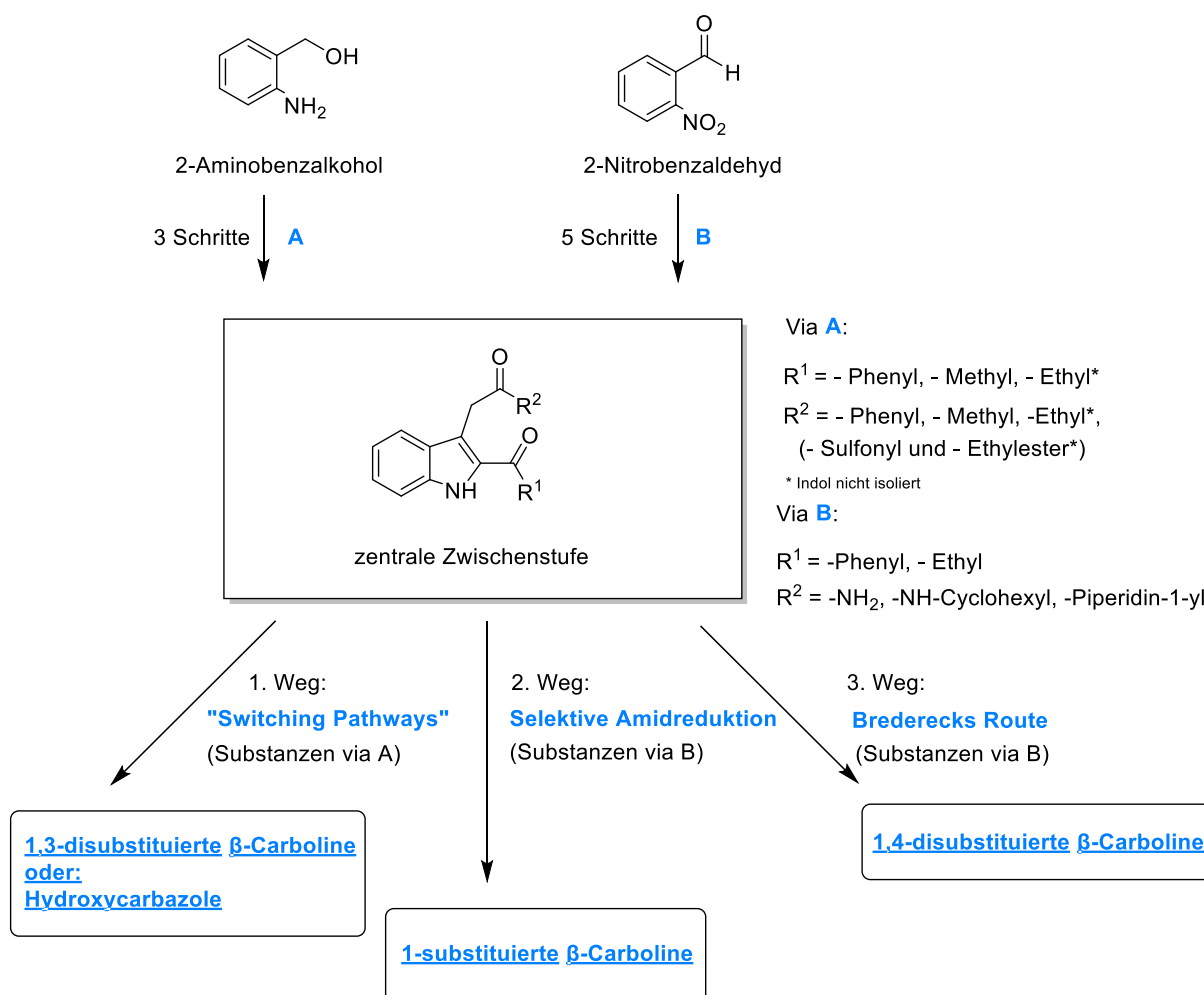 O
OH
NH2
O
H
NO2
2-Aminobenzalkohol
2-Nitrobenzaldehyd
3 Schritte A
5 Schritte B
O
R2
O
R1
NH
zentrale Zwischenstufe
Via A:
R1 = - Phenyl, - Methyl, - Ethyl*
R2 = - Phenyl, - Methyl, -Ethyl*,
(- Sulfonyl und - Ethylester*)
* Indol nicht isoliert
Via B:
R1 = -Phenyl, - Ethyl
R2 = -NH2, -NH-Cyclohexyl, -Piperidin-1-yl
1. Weg:
"Switching Pathways"
(Substanzen via A)
2. Weg:
Selektive Amidreduktion
(Substanzen via B)
3. Weg:
Bredereck​s Route
(Substanzen via B)
1,3-disubstituierte β-Carboline
oder:
Hydroxycarbazole
1-substituierte β-Carboline
1,4-disubstituierte β-Carboline